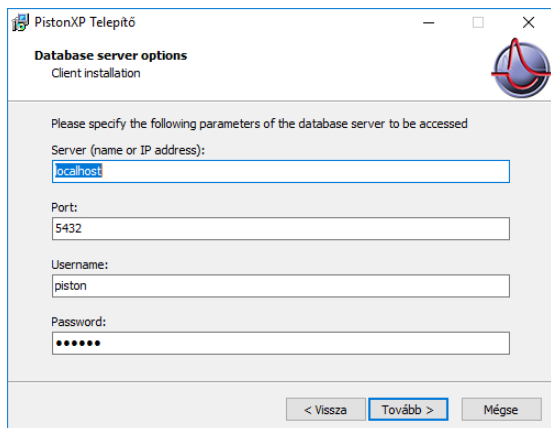 PistonXP Telepítő
Database server options
Client installation
Please specify the following parameters of the database server to be accessed
Server (name or IP address):
localhost
Port:
5432
Username:
piston
Password:
●●●●●●
< Vissza
Tovább >
Mégse